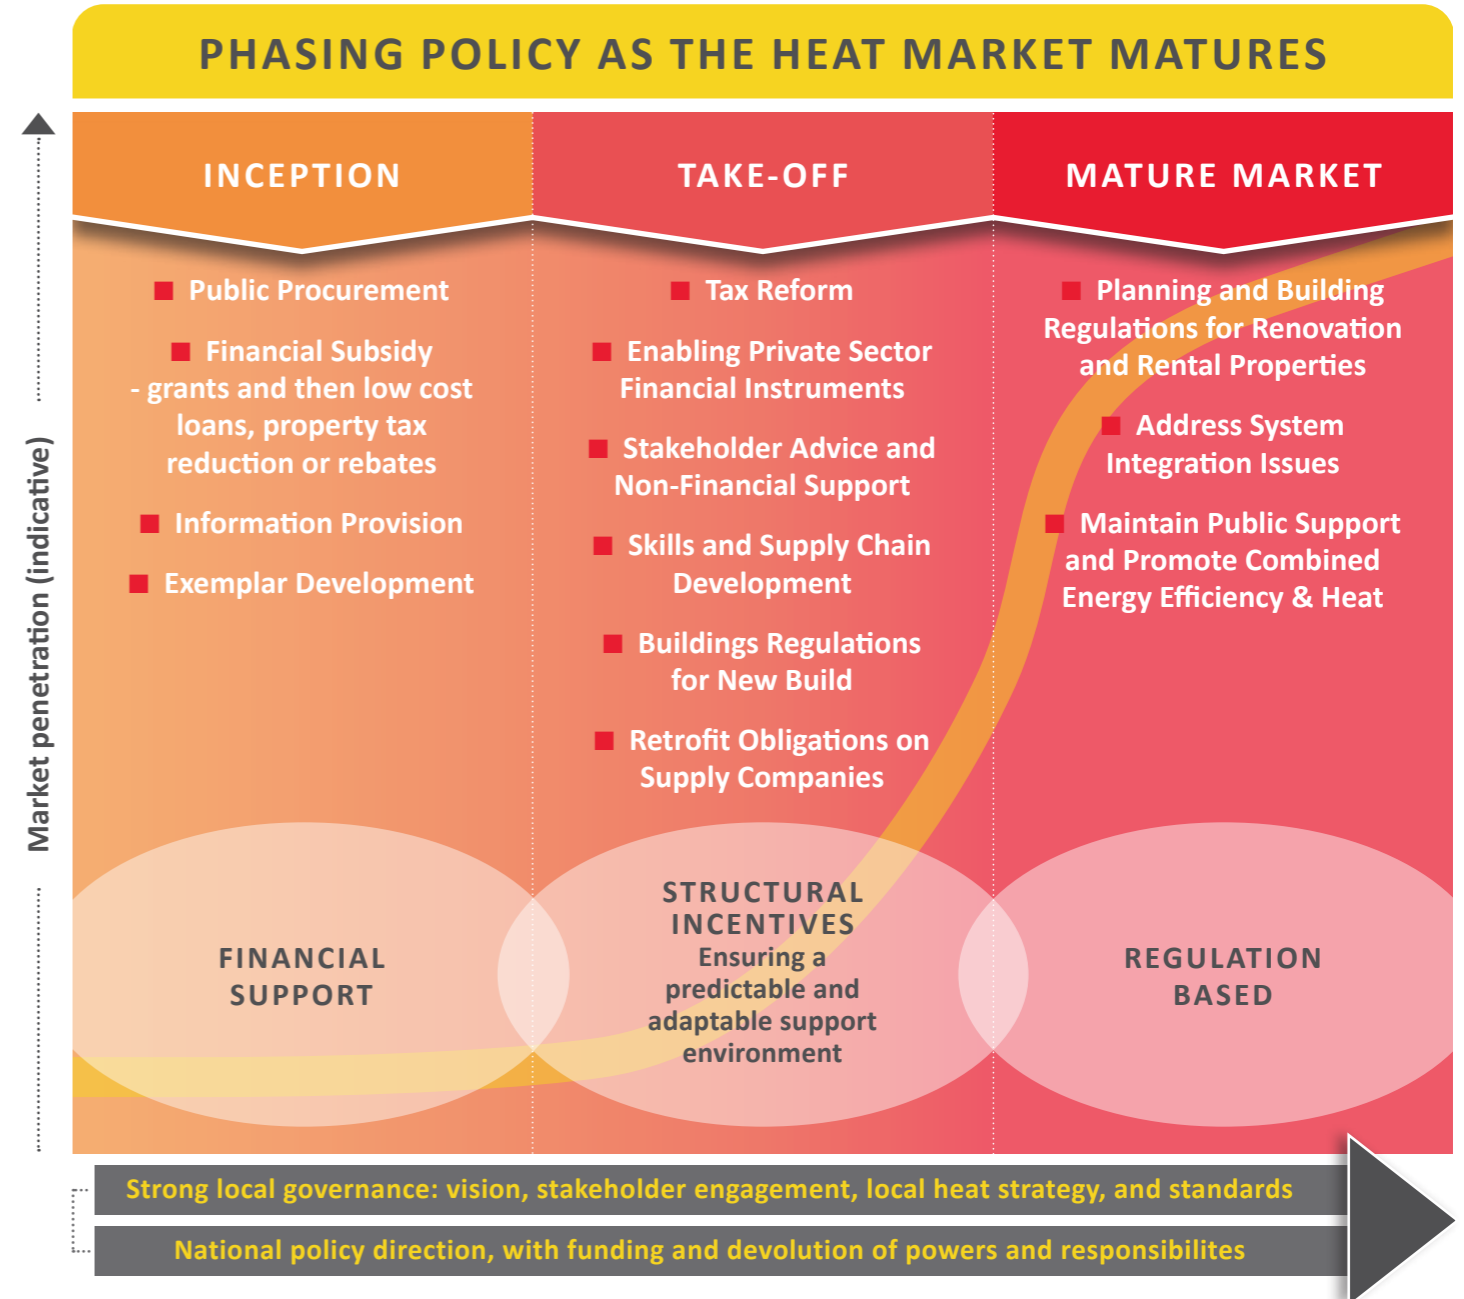 PHASING POLICY AS THE HEAT MARKET MATURES
Market penetration (indicative)
INCEPTION
■ Public Procurement
■ Financial Subsidy
- grants and then low cost
loans, property tax
reduction or rebates
■ Information Provision
■ Exemplar Development
FINANCIAL
SUPPORT
TAKE-OFF
■ Tax Reform
■ Enabling Private Sector
Financial Instruments
■ Stakeholder Advice and
Non-Financial Support
■ Skills and Supply Chain
Development
■ Buildings Regulations
for New Build
■ Retrofit Obligations on
Supply Companies
STRUCTURAL
INCENTIVES
Ensuring a
predictable and
adaptable support
environment
MATURE MARKET
■ Planning and Building
Regulations for Renovation
and Rental Properties
■ Address System
Integration Issues
■ Maintain Public Support
and Promote Combined
Energy Efficiency & Heat
REGULATION
BASED
Strong local governance: vision, stakeholder engagement, local heat strategy, and standards
National policy direction, with funding and devolution of powers and responsibilites